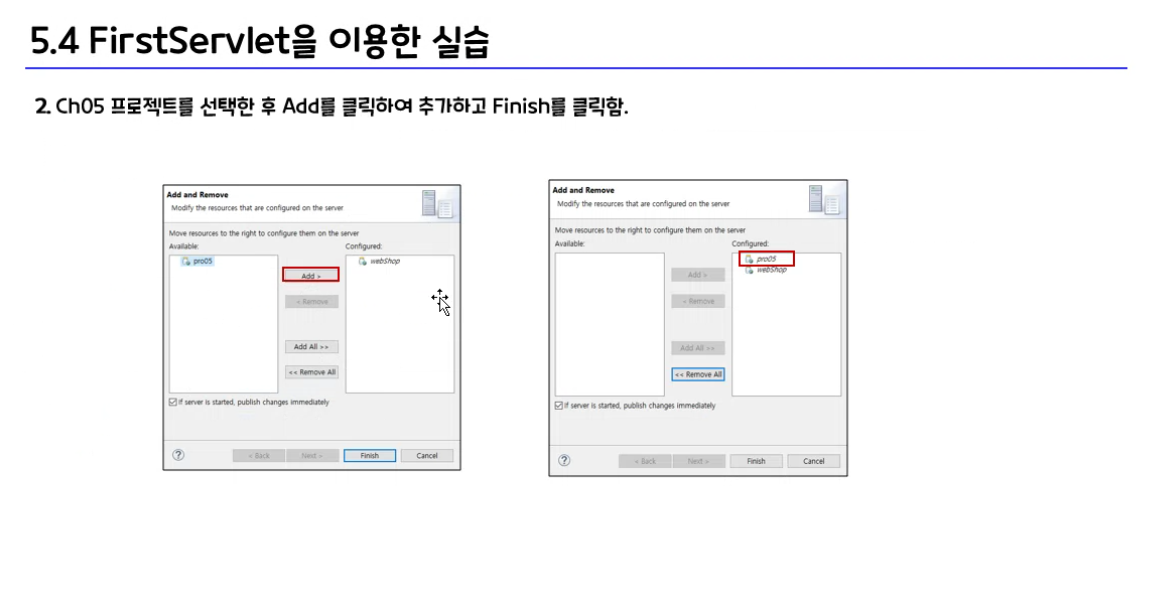 5.4 FirstServlet을 이용한 실습
2. Ch05 프로젝트를 선택한 후 Add를 클릭하여 추가하고 Finish를 클릭함.
Add and Remove
Modify the resources that are configured on the server
Move resources to the right to configure them on the server
Available:
Configured:
pro05
webShop
Add >
< Remove
Add All >>
<< Remove All
If server is started, publish changes immediately
?
< Back
Next >
Finish
Cancel
Add and Remove
Modify the resources that are configured on the server
Move resources to the right to configure them on the server
Available:
Configured:
pro05
webShop
Add >
< Remove
Add All >>
<< Remove All
If server is started, publish changes immediately
?
< Back
Next >
Finish
Cancel